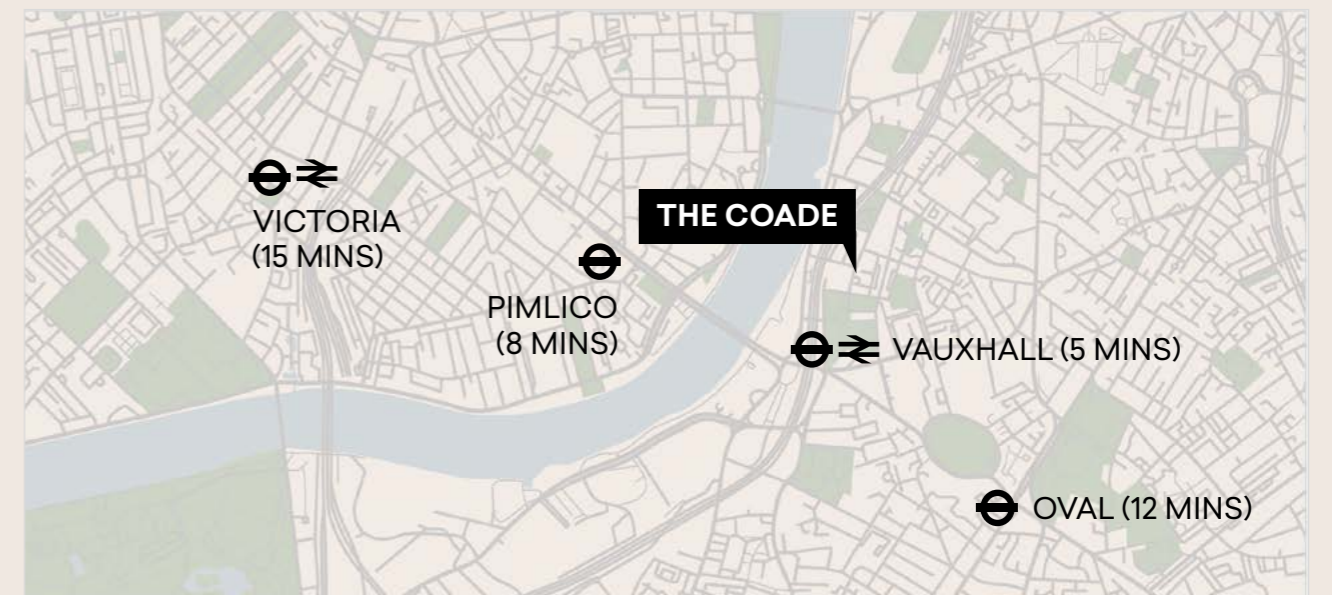 VICTORIA
(15 MINS)
THE COADE
PIMLICO
(8 MINS)
VAUXHALL (5 MINS)
OVAL (12 MINS)